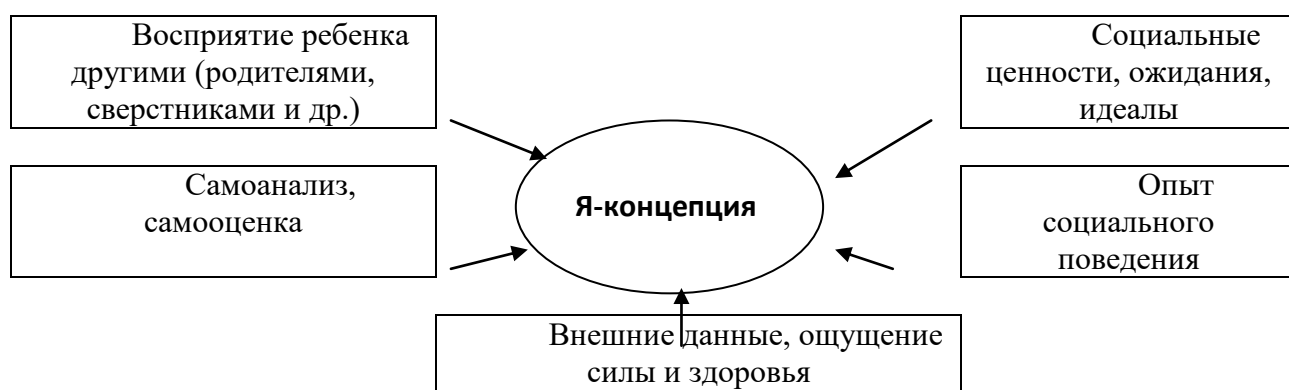 Восприятие ребенка
другими (родителями,
сверстниками и др.)
Социальные
ценности, ожидания,
идеалы
Самоанализ,
самооценка
Я-концепция
Опыт
социального
поведения
Внешние данные, ощущение
силы и здоровья